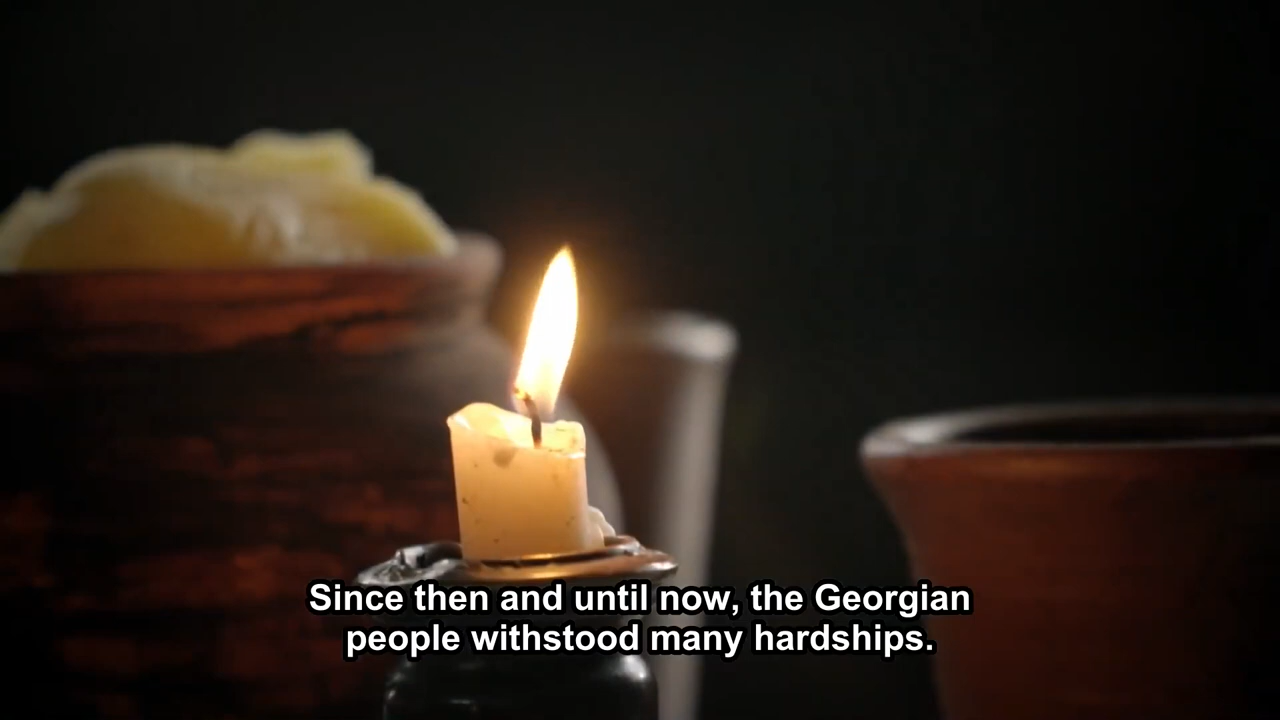 Since then and until now, the Georgian
people withstood many hardships.